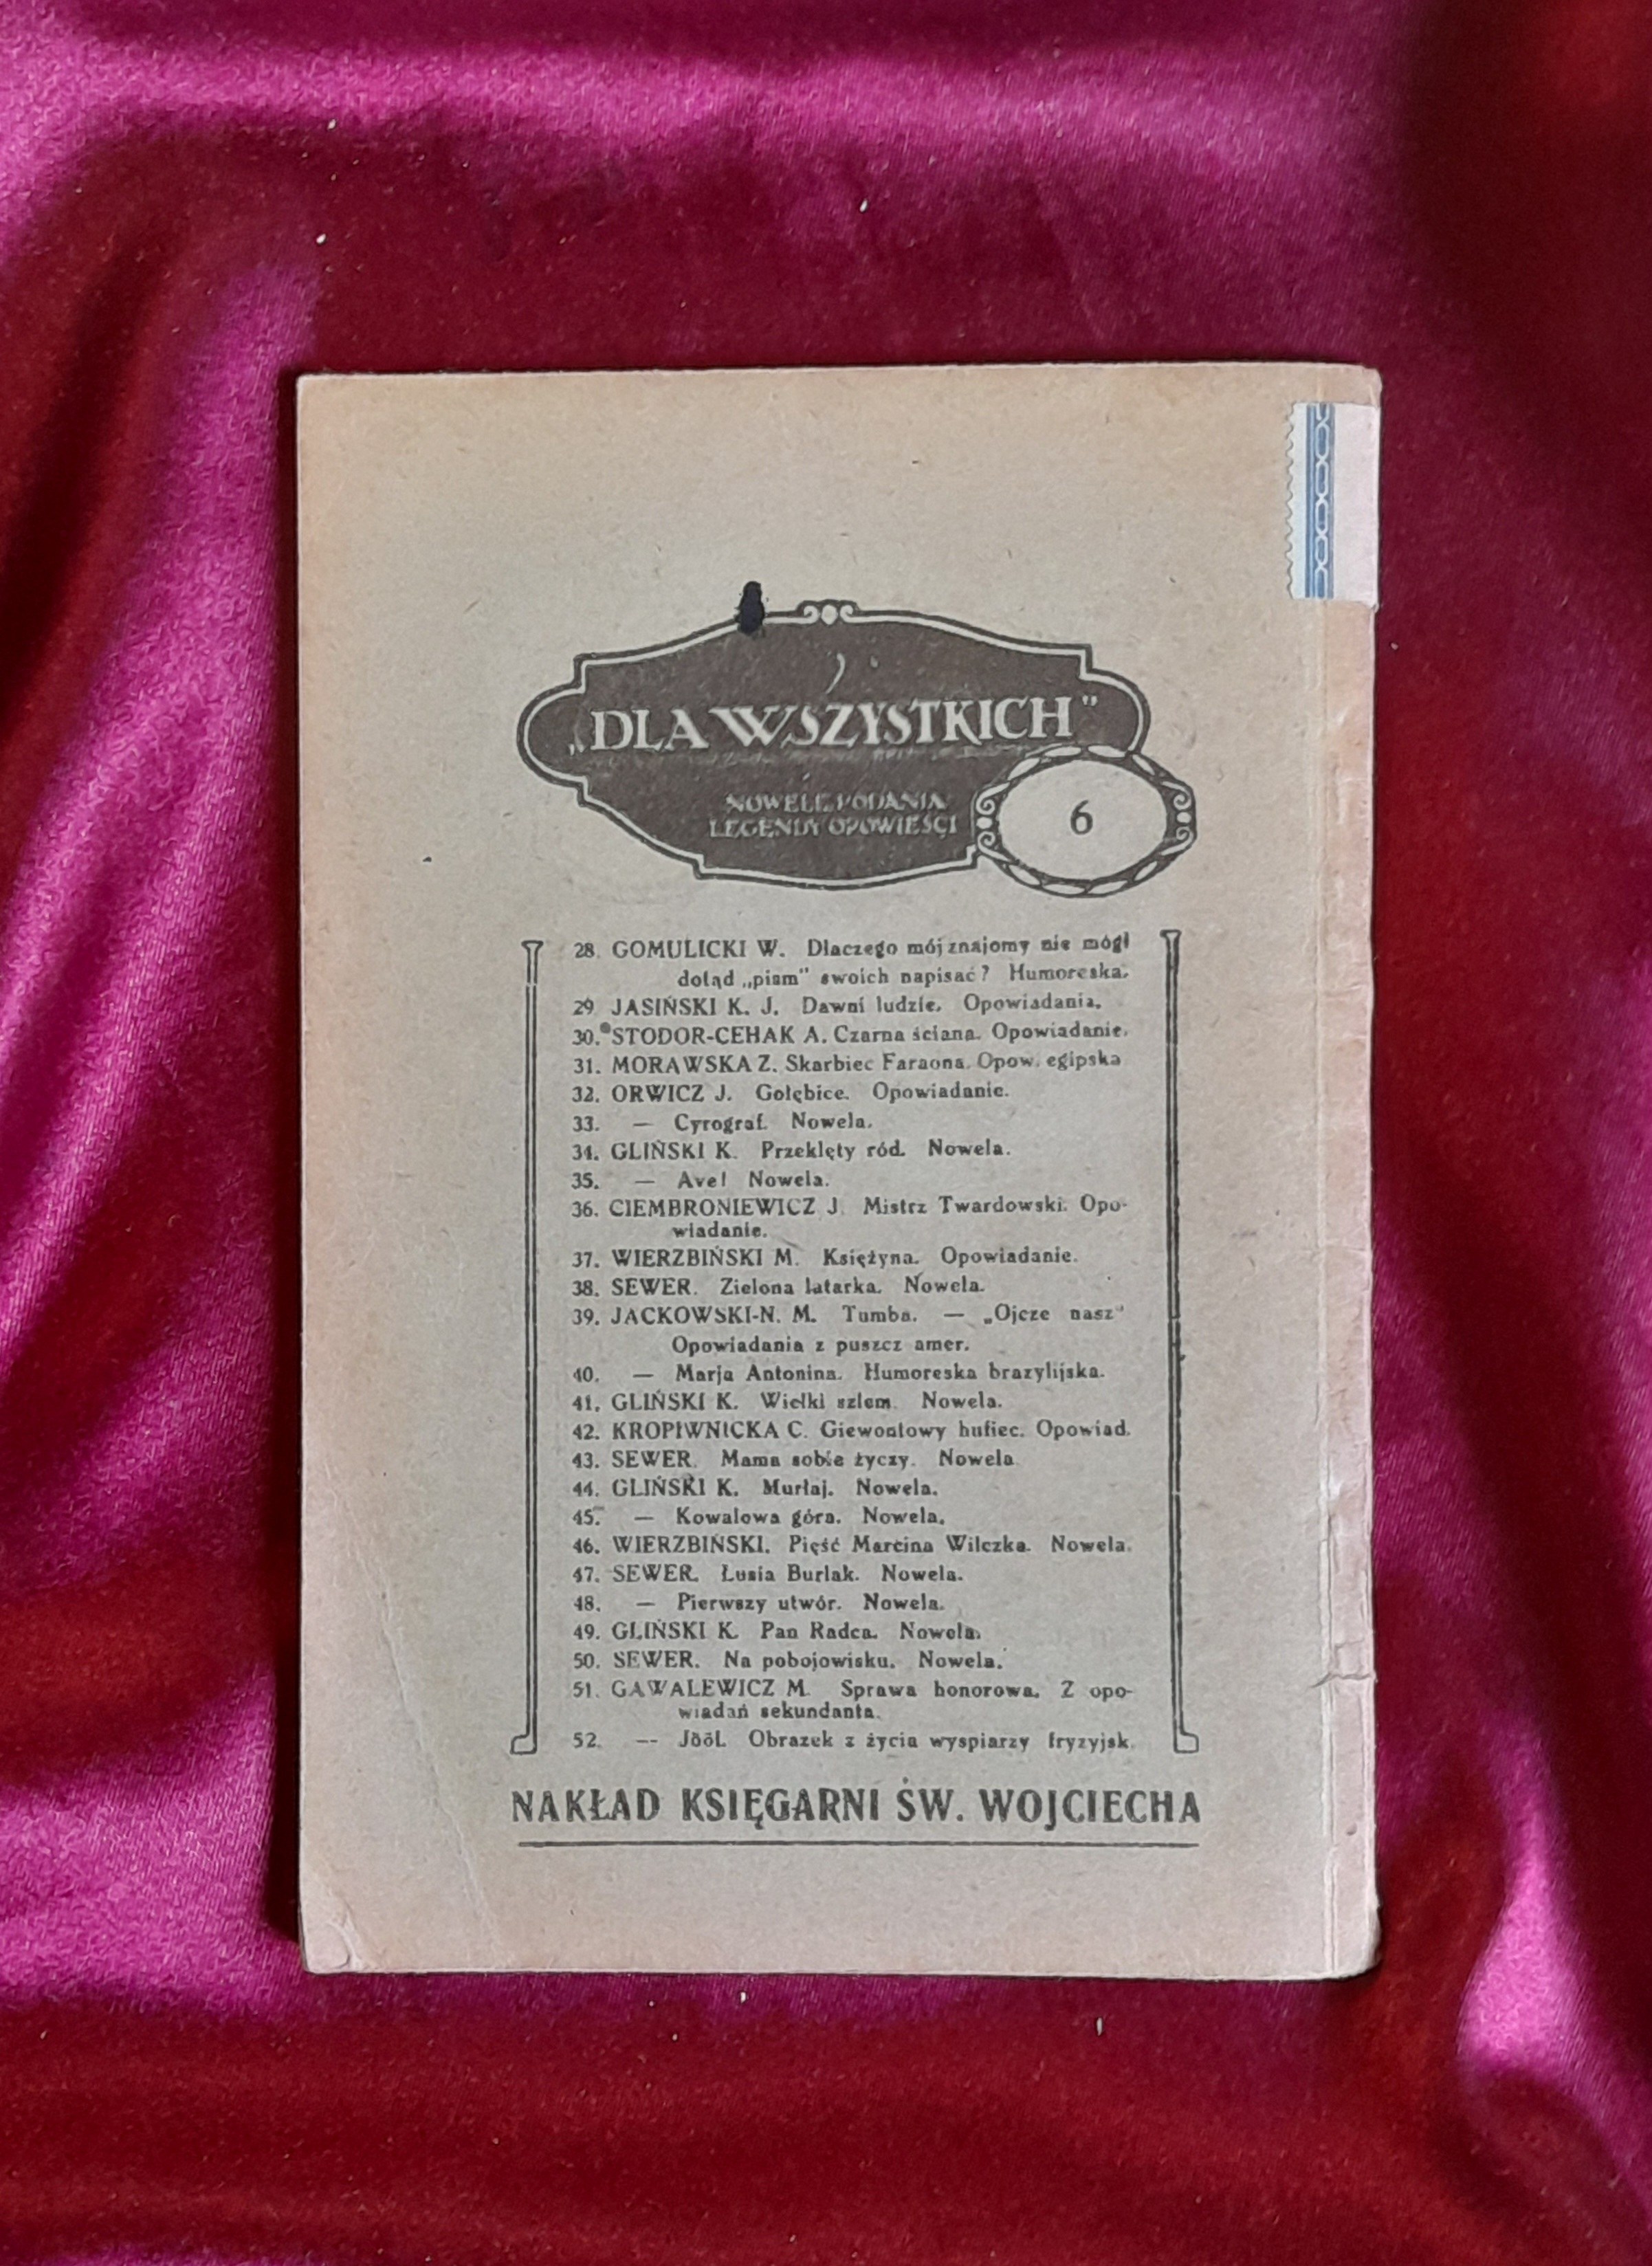 „DLA WSZYSTKICH”
NOWELE PODANIA
LEGENDY OPOWIEŚCI
6
28. GOMULICKI W. Dlaczego mój znajomy nie mógł
dotąd „pism” swoich napisać? Humoreska.
29. JASIŃSKI K. J. Dawni ludzie. Opowiadania.
30. STODOR-CEHAK A. Czarna ściana. Opowiadanie.
31. MORAWSKA Z. Skarbiec Faraona. Opow. egipska
32. ORWICZ J. Gołębice. Opowiadanie.
33. — Cyrograf. Nowela.
34. GLIŃSKI K. Przeklęty ród. Nowela.
35. — Ave! Nowela.
36. CIEMBRONIEWICZ J. Mistrz Twardowski. Opo-
wiadanie.
37. WIERZBIŃSKI M. Księżyna. Opowiadanie.
38. SEWER. Zielona latarka. Nowela.
39. JACKOWSKI-N. M. Tumba. — „Ojcze nasz”
Opowiadania z puszcz amer.
40. — Marja Antonina. Humoreska brazylijska.
41. GLIŃSKI K. Wielki szlem. Nowela.
42. KROPIWNICKA C. Giewontowy hufiec. Opowiad.
43. SEWER. Mama sobie życzy. Nowela
44. GLIŃSKI K. Murłaj. Nowela.
45. — Kowalowa góra. Nowela.
46. WIERZBIŃSKI. Pięść Marcina Wilczka. Nowela.
47. SEWER. Łusia Burlak. Nowela.
48. — Pierwszy utwór. Nowela.
49. GLIŃSKI K. Pan Radca. Nowela.
50. SEWER. Na pobojowisku. Nowela.
51. GAWALEWICZ M. Sprawa honorowa. Z opo-
wiadań sekundanta.
52. -- Jööl. Obrazek z życia wyspiarzy fryzyjsk.
NAKŁAD KSIĘGARNI ŚW. WOJCIECHA